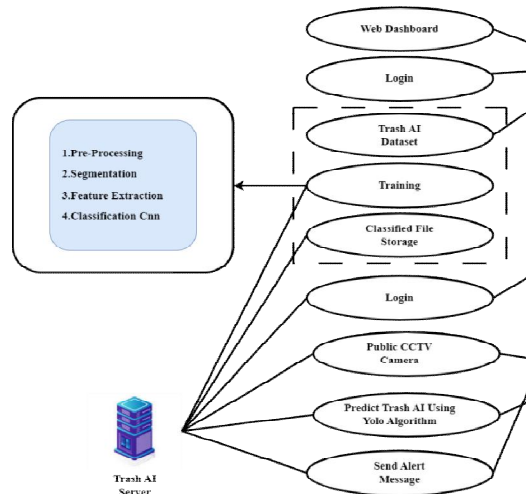 Web Dashboard
Login
Trash AI
Dataset
Training
Classified File
Storage
1.Pre-Processing
2.Segmentation
3.Feature Extraction
4.Classification Cnn
Login
Public CCTV
Camera
Predict Trash AI Using
Yolo Algorithm
Send Alert
Message
Trash AI
Server